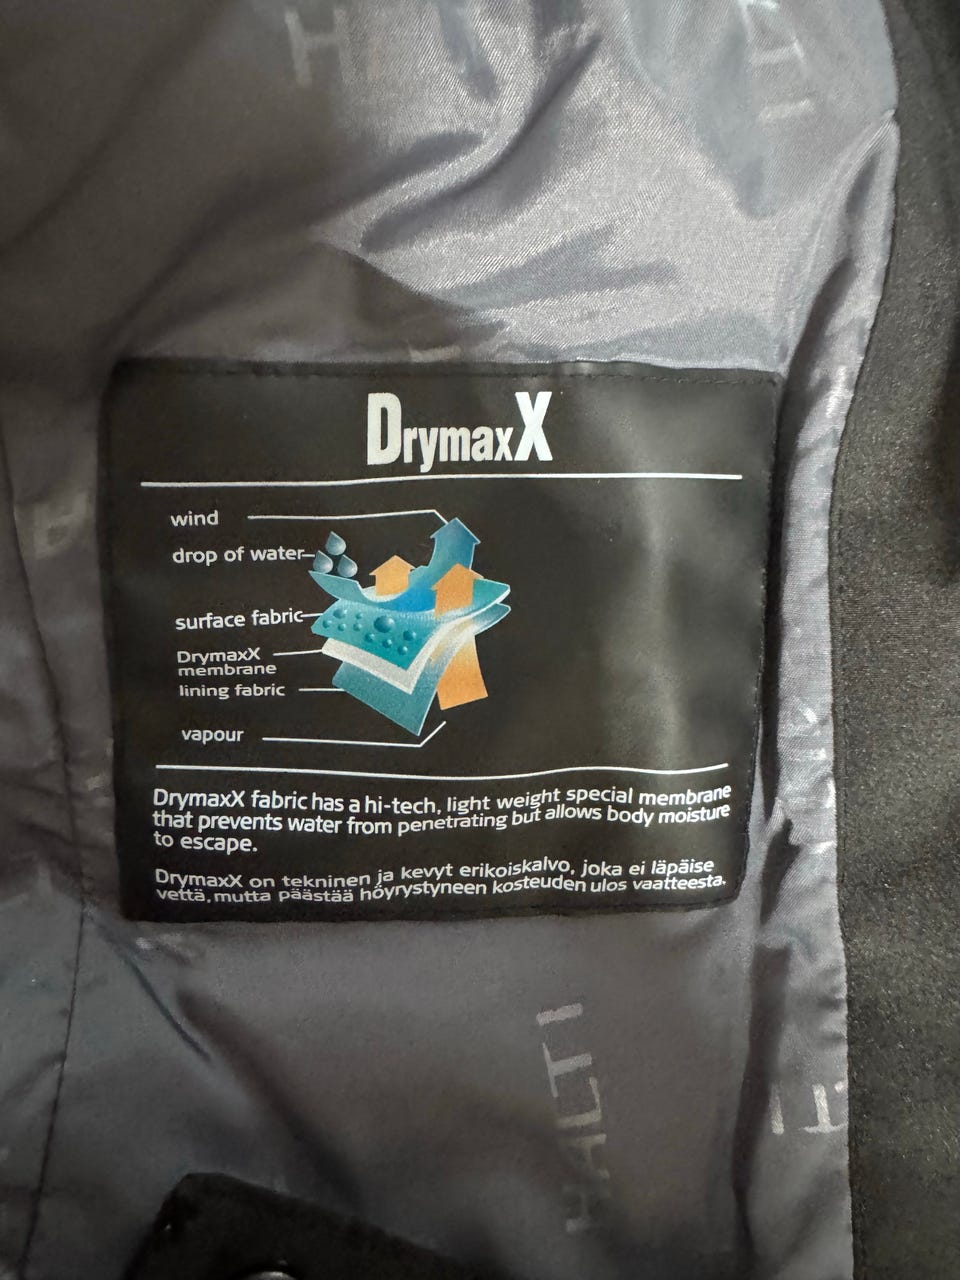 DrymaxX
wind
drop of water
surface fabric
DrymaxX
membrane
lining fabric
vapour
DrymaxX fabric has a hi-tech, light weight special membrane
that prevents water from penetrating but allows body moisture
to escape.
DrymaxX on tekninen ja kevyt erikoiskalvo, joka ei läpäise
vettä, mutta päästää höyrystyneen kosteuden ulos vaatteesta.
HILTI